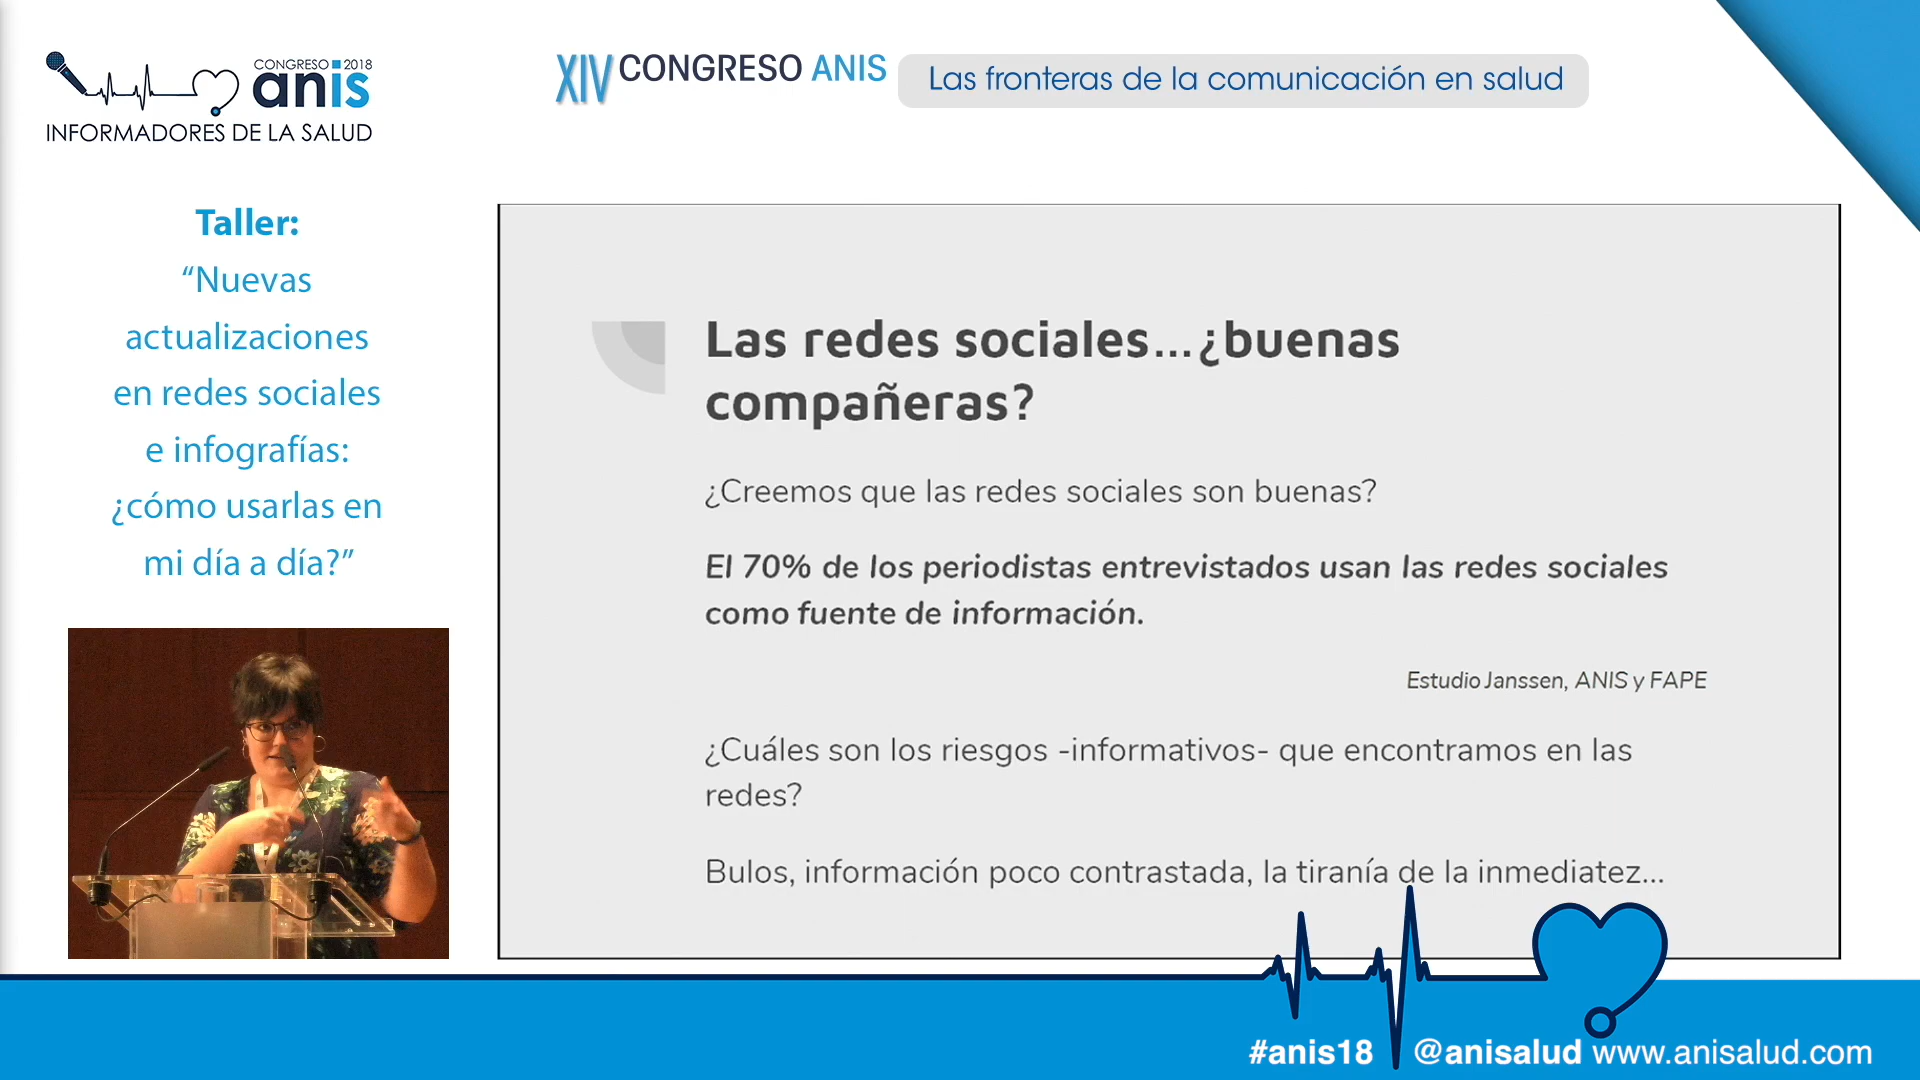 CONGRESO 2018
anis
INFORMADORES DE LA SALUD
XIV CONGRESO ANIS
Las fronteras de la comunicación en salud
Taller:
“Nuevas
actualizaciones
en redes sociales
e infografías:
¿cómo usarlas en
mi día a día?”
Las redes sociales...¿buenas
compañeras?
¿Creemos que las redes sociales son buenas?
El 70% de los periodistas entrevistados usan las redes sociales
como fuente de información.
Estudio Janssen, ANIS y FAPE
¿Cuáles son los riesgos -informativos- que encontramos en las
redes?
Bulos, información poco contrastada, la tiranía de la inmediatez...
#anis18 @anisalud www.anisalud.com